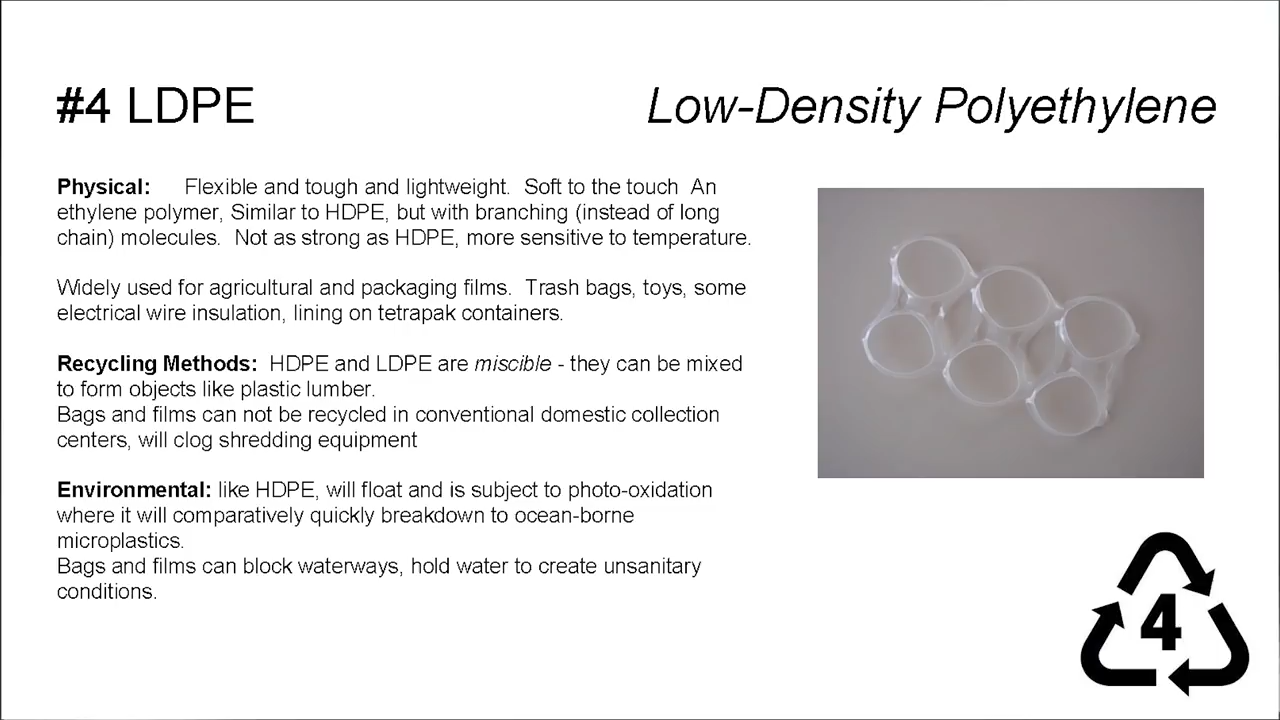 #4 LDPE
Low-Density Polyethylene
Physical: Flexible and tough and lightweight. Soft to the touch An
ethylene polymer, Similar to HDPE, but with branching (instead of long
chain) molecules. Not as strong as HDPE, more sensitive to temperature.
Widely used for agricultural and packaging films. Trash bags, toys, some
electrical wire insulation, lining on tetrapak containers.
Recycling Methods: HDPE and LDPE are miscible - they can be mixed
to form objects like plastic lumber.
Bags and films can not be recycled in conventional domestic collection
centers, will clog shredding equipment
Environmental: like HDPE, will float and is subject to photo-oxidation
where it will comparatively quickly breakdown to ocean-borne
microplastics.
Bags and films can block waterways, hold water to create unsanitary
conditions.
4